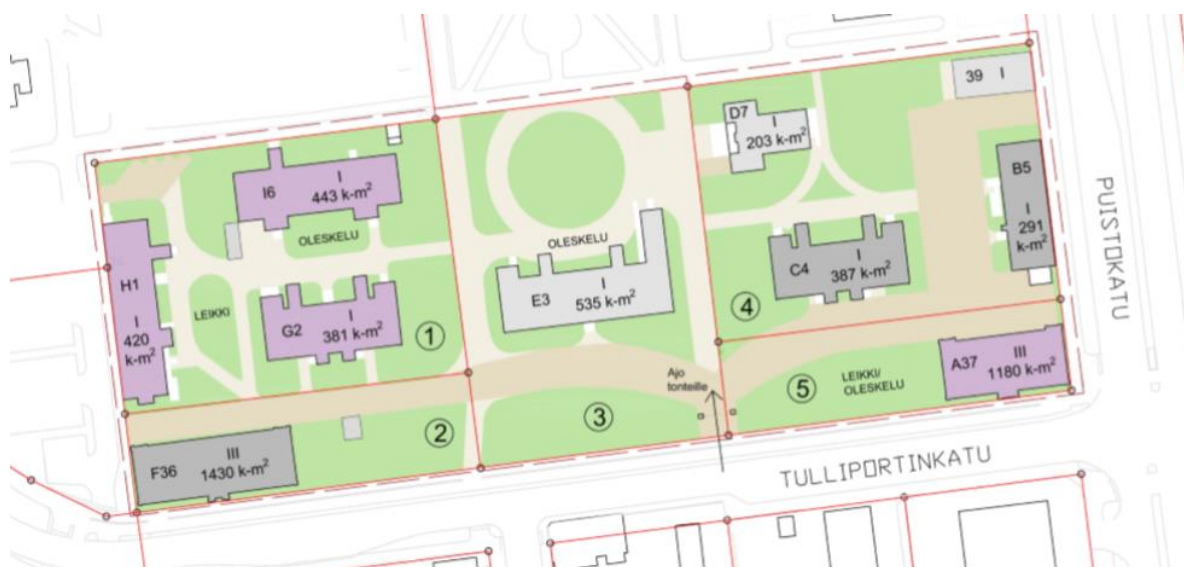 39 I
D7
I
203 k-m²
B5
I
291
k-m²
I6
I
443 k-m²
OLESKELU
OLESKELU
H1
I
420
k-m²
LEIKKI
G2
I
381 k-m²
①
E3
I
535 k-m²
C4
I
387 k-m²
④
PUISTOKATU
Ajo
tonteille
⑤
LEIKKI/
OLESKELU
A37
III
1180 k-m²
②
③
F36
III
1430 k-m²
TULLIPORTINKATU